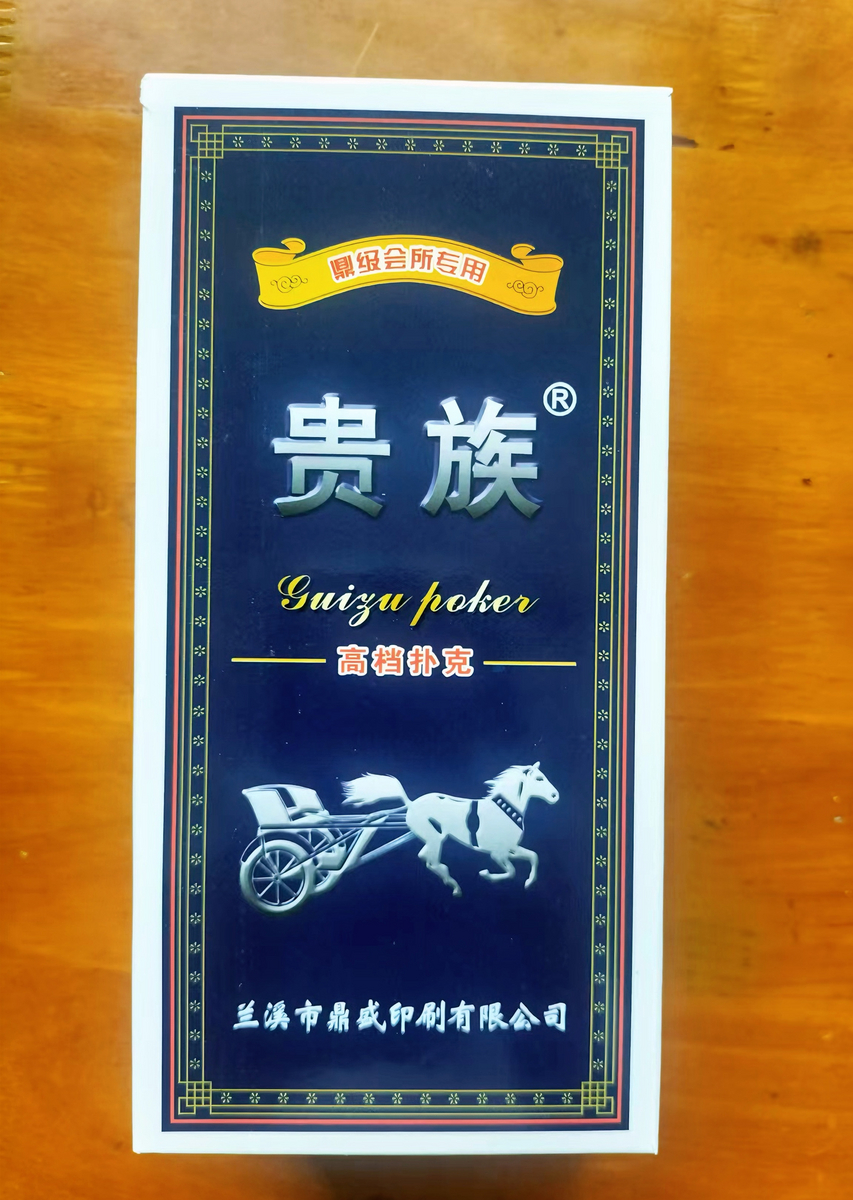 鼎级会所专用
贵族®
Guizu poker
高档扑克
兰溪市鼎盛印刷有限公司